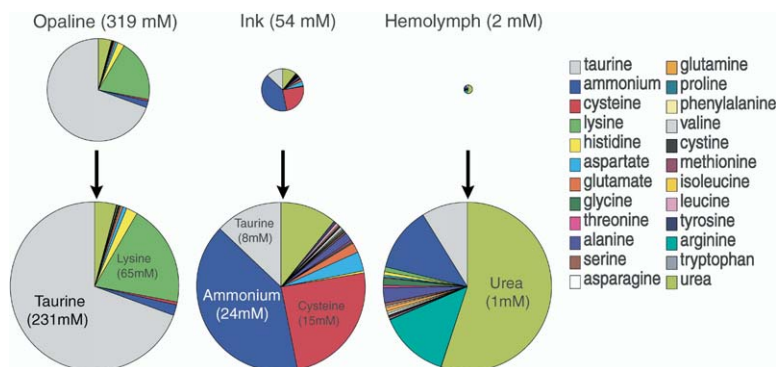 Opaline (319 mM) Ink (54 mM) Hemolymph (2 mM)
Lysine
(65mM)
Taurine
(231mM)
Taurine
(8mM)
Ammonium
(24mM)
Cysteine
(15mM)
Urea
(1mM)
taurine
ammonium
cysteine
lysine
histidine
aspartate
glutamate
glycine
threonine
alanine
serine
asparagine
glutamine
proline
phenylalanine
valine
cystine
methionine
isoleucine
leucine
tyrosine
arginine
tryptophan
urea